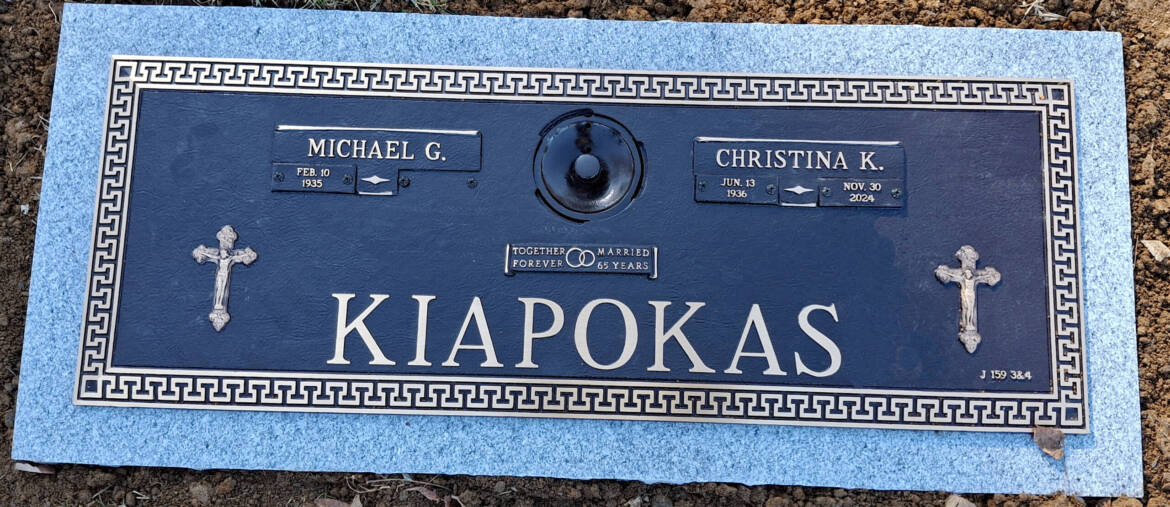 MICHAEL G.
FEB. 10
1935
CHRISTINA K.
JUN. 13
1936
NOV. 30
2024
TOGETHER MARRIED
FOREVER 65 YEARS
KIAPOKAS
J 159 3&4